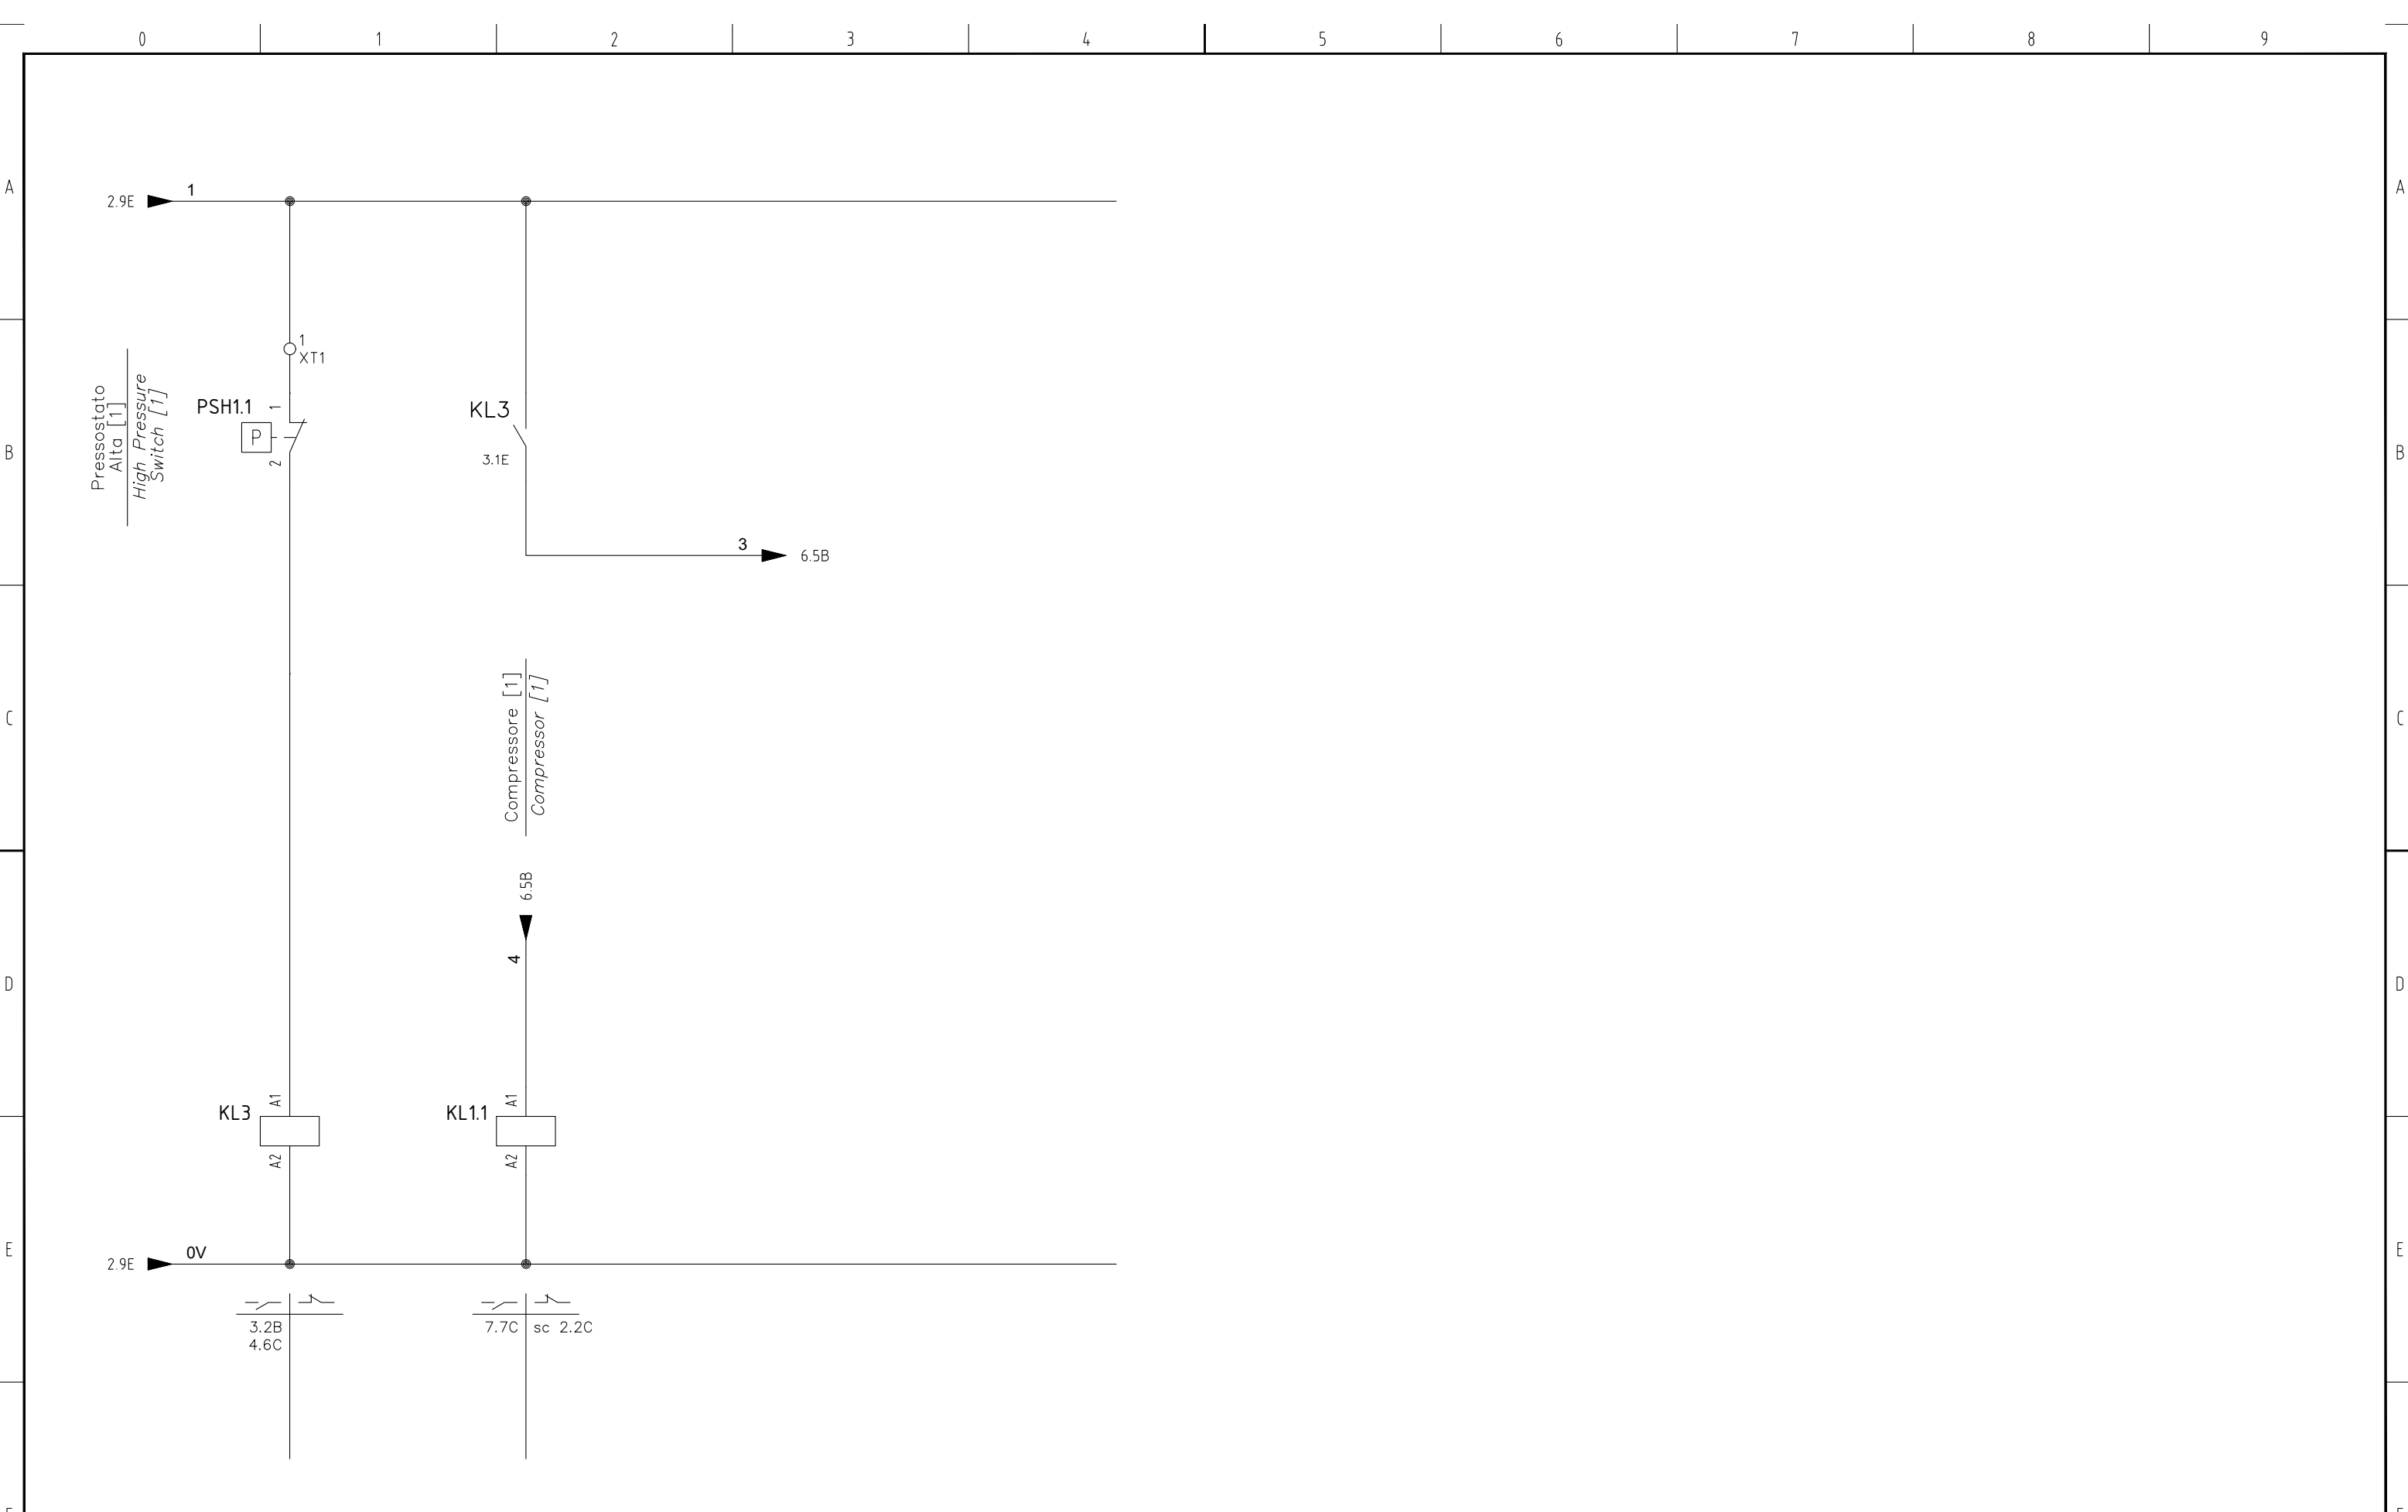 0 1 2 3 4 5 6 7 8 9
A A
2.9E 1
1
XT1
Pressostato
Alta [1]
High Pressure
Switch [1]
PSH1.1 1
P
2
KL3
3.1E
B B
3 6.5B
C C
Compressore [1]
Compressor [1]
6.5B
4
D D
KL3 A1
A2
KL1.1 A1
A2
E E
2.9E 0V
3.2B
4.6C
7.7C sc 2.2C